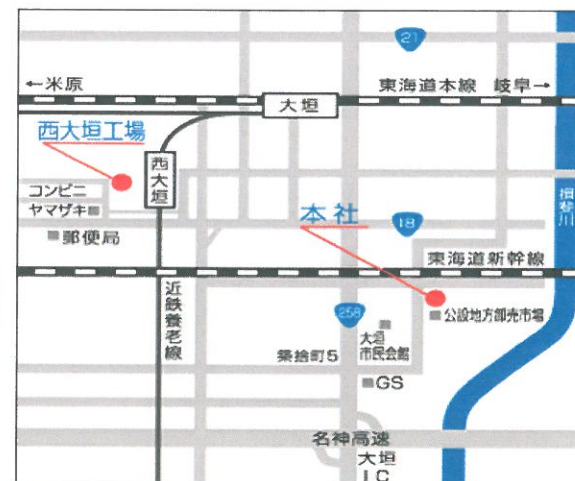 21
←米原
東海道本線 岐阜→
大垣
西大垣工場
西大垣
コンビニ
ヤマザキ
郵便局
本社
18
揖斐川
東海道新幹線
近鉄養老線
258
公設地方卸売市場
大垣
市民会館
築捨町5
GS
名神高速
大垣
IC